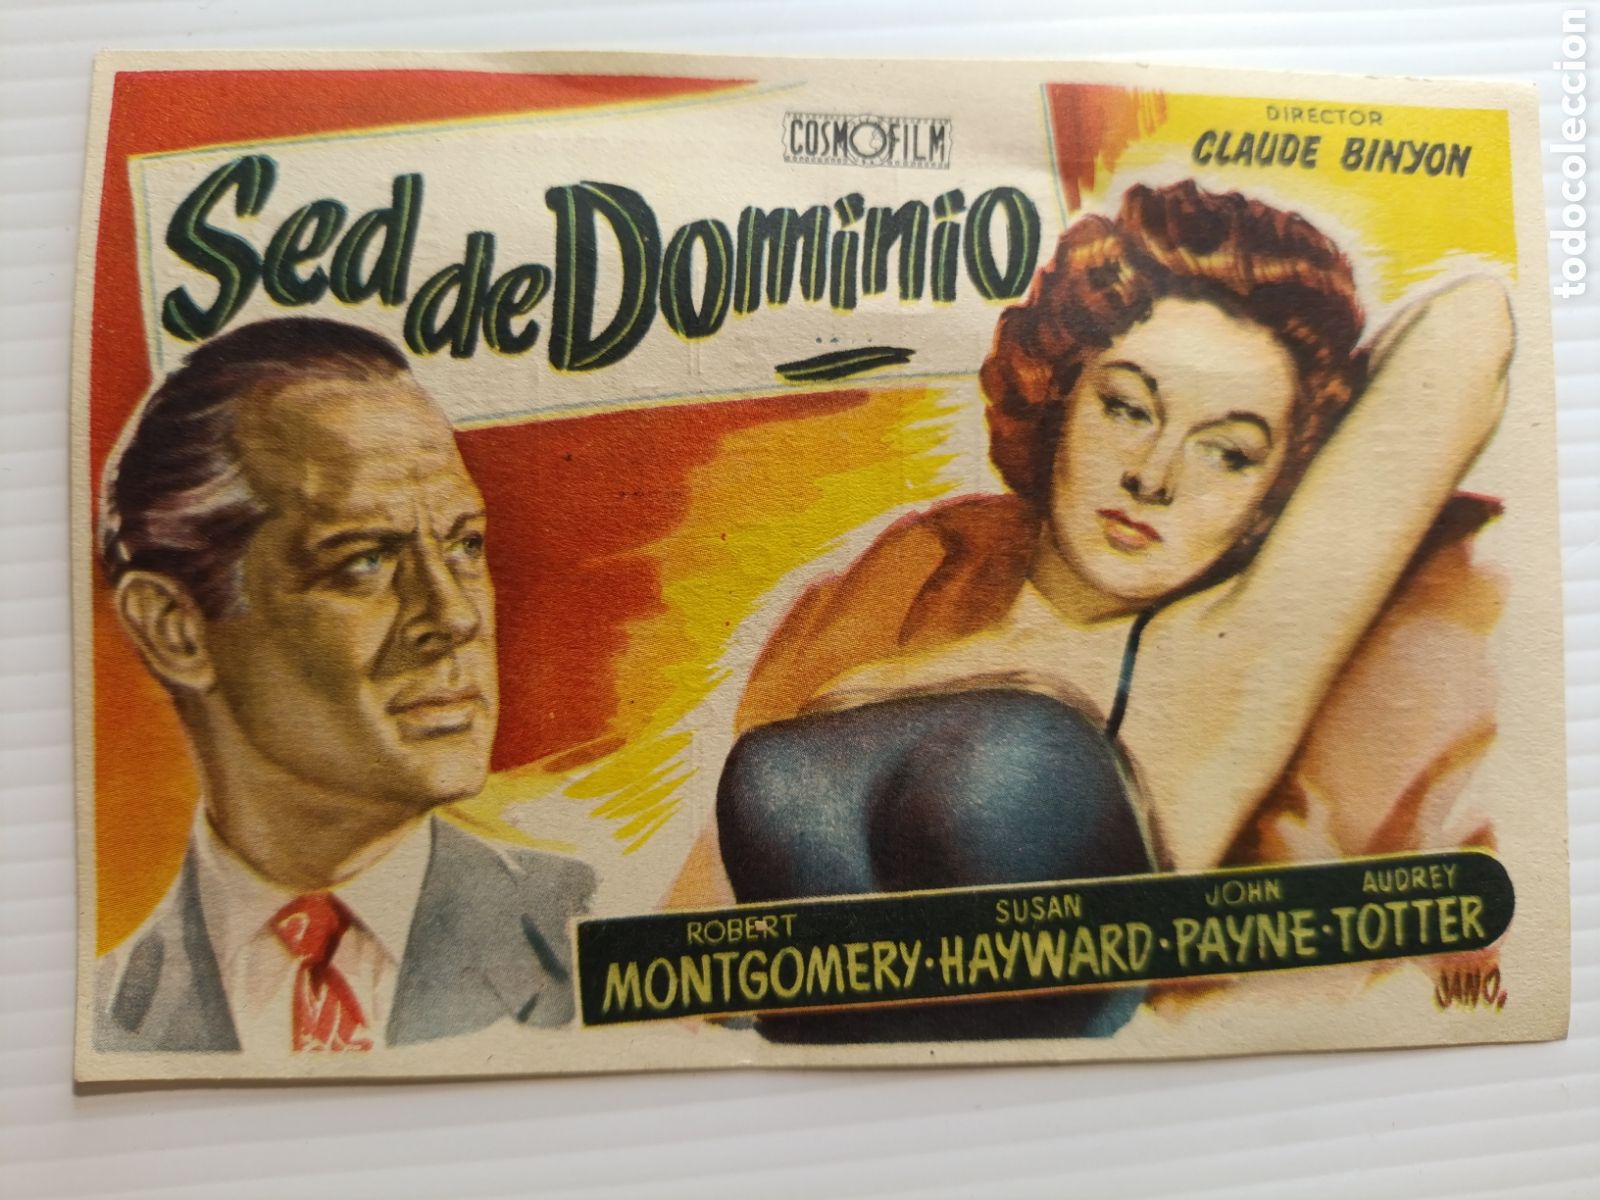 COSMOFILM
DIRECTOR
CLAUDE BINYON
Sed de Dominio
ROBERT SUSAN JOHN AUDREY
MONTGOMERY · HAYWARD · PAYNE · TOTTER
JANO.
todocoleccion